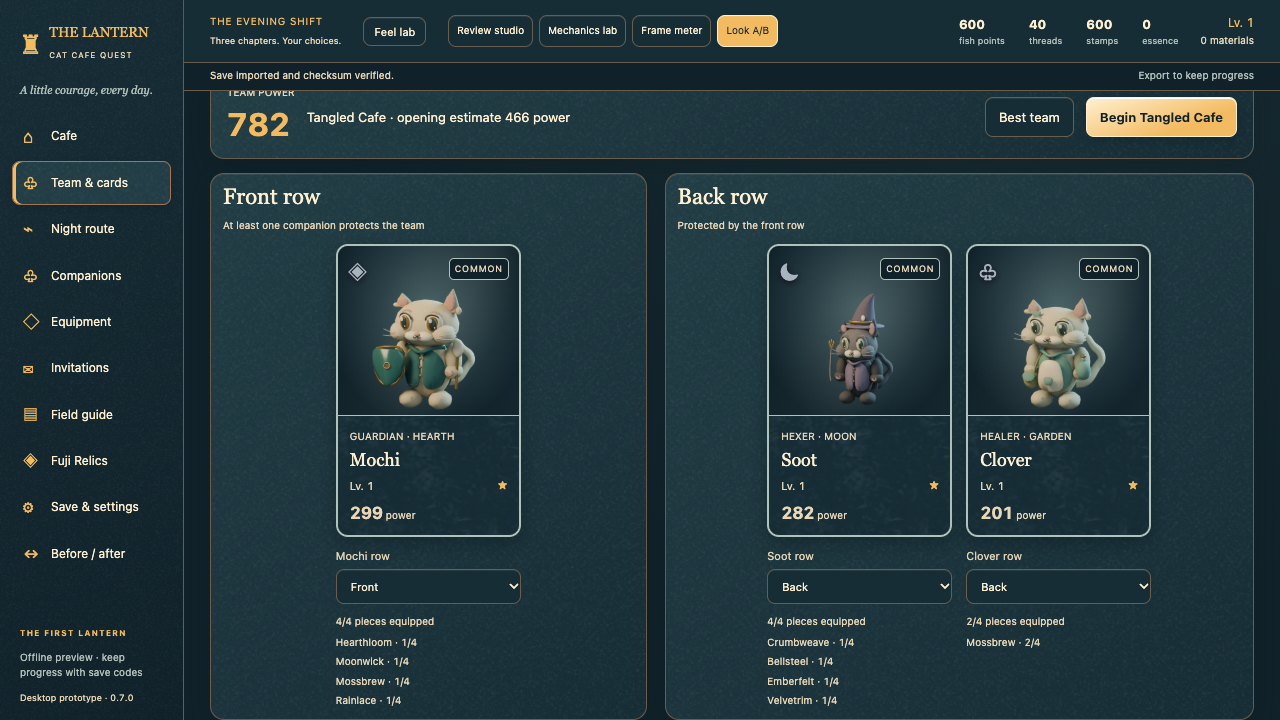 THE LANTERN
CAT CAFE QUEST
A little courage, every day.
Cafe
Team & cards
Night route
Companions
Equipment
Invitations
Field guide
Fuji Relics
Save & settings
Before / after
THE FIRST LANTERN
Offline preview · keep
progress with save codes
Desktop prototype · 0.7.0
THE EVENING SHIFT
Three chapters. Your choices.
Feel lab
Review studio
Mechanics lab
Frame meter
Look A/B
600
fish points
40
threads
600
stamps
0
essence
Lv. 1
0 materials
Save imported and checksum verified.
Export to keep progress
TEAM POWER
782
Tangled Cafe · opening estimate 466 power
Best team
Begin Tangled Cafe
Front row
At least one companion protects the team
COMMON
GUARDIAN · HEARTH
Mochi
Lv. 1
299 power
Mochi row
Front
4/4 pieces equipped
Hearthloom · 1/4
Moonwick · 1/4
Mossbrew · 1/4
Rainlace · 1/4
Back row
Protected by the front row
COMMON
HEXER · MOON
Soot
Lv. 1
282 power
Soot row
Back
4/4 pieces equipped
Crumbweave · 1/4
Bellsteel · 1/4
Emberfelt · 1/4
Velvetrim · 1/4
COMMON
HEALER · GARDEN
Clover
Lv. 1
201 power
Clover row
Back
2/4 pieces equipped
Mossbrew · 2/4